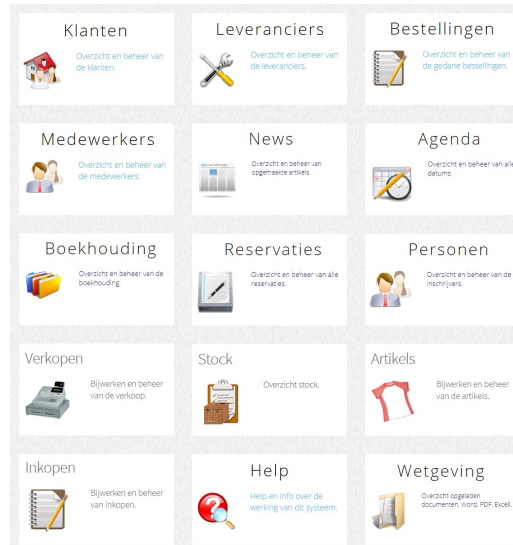 Klanten
Overzicht en beheer van
de klanten.
Leveranciers
Overzicht en beheer van
de leveranciers.
Bestellingen
Overzicht en beheer van
de gedane bestellingen.
Medewerkers
Overzicht en beheer van
de medewerkers.
News
Overzicht en beheer van
opgemaakte artikels.
Agenda
Overzicht en beheer van alle
datums.
Boekhouding
Overzicht en beheer van de
boekhouding.
Reservaties
Overzicht en beheer van alle
reservaties.
Personen
Overzicht en beheer van de
inschrijvers.
Verkopen
Bijwerken en beheer
van de verkoop.
Stock
Overzicht stock.
Artikels
Bijwerken en beheer
van de artikels.
Inkopen
Bijwerken en beheer
van inkopen.
Help
Help en info over de
werking van dit systeem.
Wetgeving
Overzicht opgeladen
documenten, Word, PDF, Excell.